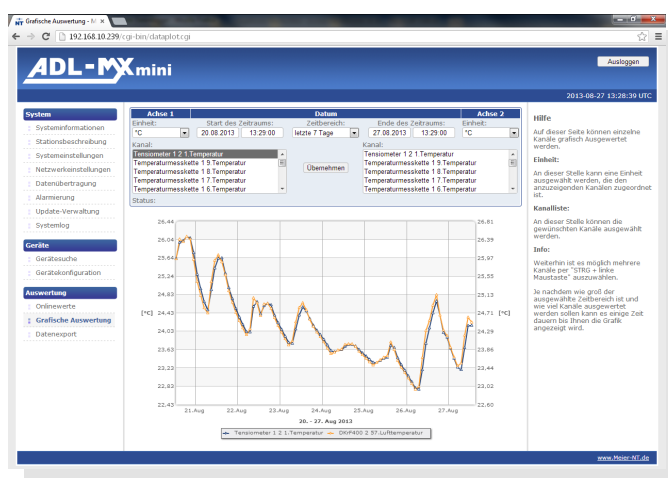 Grafische Auswertung - M
192.168.10.239/cgi-bin/dataplot.cgi
ADL-MXmini
Ausloggen
2013-08-27 13:28:39 UTC
System
Systeminformationen
Stationsbeschreibung
Systemeinstellungen
Netzwerkeinstellungen
Datenübertragung
Alarmierung
Update-Verwaltung
Systemlog
Geräte
Gerätesuche
Gerätekonfiguration
Auswertung
Onlinewerte
Grafische Auswertung
Datenexport
Achse 1 Datum Achse 2
Einheit: Start des Zeitraums: Zeitbereich: Ende des Zeitraums: Einheit:
°C 20.08.2013 13:29:00 letzte 7 Tage 27.08.2013 13:29:00 °C
Kanal: Kanal:
Tensiometer 1 2 1.Temperatur Tensiometer 1 2 1.Temperatur
Temperaturmesskette 1 9.Temperatur Temperaturmesskette 1 9.Temperatur
Temperaturmesskette 1 8.Temperatur Übernehmen Temperaturmesskette 1 8.Temperatur
Temperaturmesskette 1 7.Temperatur Temperaturmesskette 1 7.Temperatur
Temperaturmesskette 1 6.Temperatur Temperaturmesskette 1 6.Temperatur
Status:
26.44 26.81
26.04 26.39
25.64 25.97
25.24 25.55
24.83 25.13
[°C] 24.43 24.71 [°C]
24.03 24.29
23.63 23.86
23.23 23.44
22.83 23.02
22.43 22.60
21.Aug 22.Aug 23.Aug 24.Aug 25.Aug 26.Aug 27.Aug
20. - 27. Aug 2013
Tensiometer 1 2 1.Temperatur DKrF400 2 97.Lufttemperatur
Hilfe
Auf dieser Seite können einzelne
Kanäle grafisch Ausgewertet
werden.
Einheit:
An dieser Stelle kann eine Einheit
ausgewählt werden, die den
anzuzeigenden Kanälen zugeordnet
ist.
Kanalliste:
An dieser Stelle können die
gewünschten Kanäle ausgewählt
werden.
Info:
Weiterhin ist es möglich mehrere
Kanäle per "STRG + linke
Maustaste" auszuwählen.
Je nachdem wie groß der
ausgewählte Zeitbereich ist und
wie viel Kanäle ausgewertet
werden sollen kann es einige Zeit
dauern bis Ihnen die Grafik
angezeigt wird.
www.Meier-NT.de